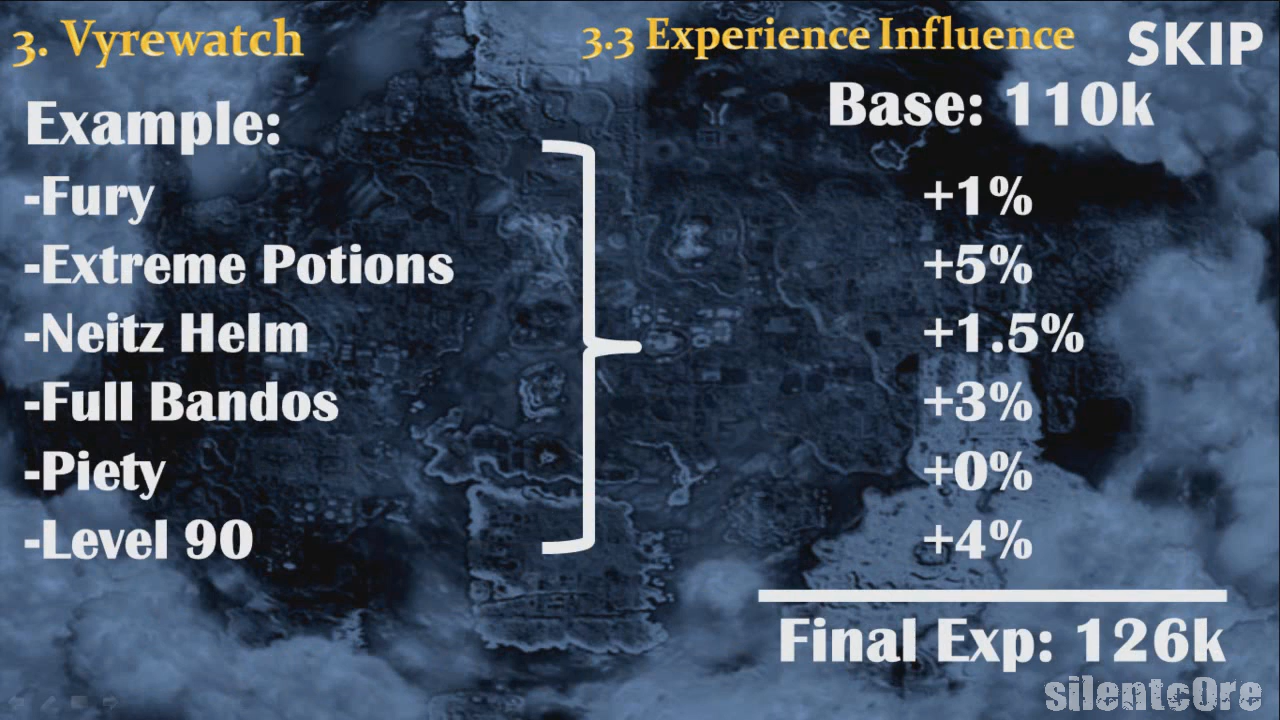 3. Vyrewatch
3.3 Experience Influence
SKIP
Example:
Base: 110k
-Fury
+1%
-Extreme Potions
+5%
-Neitz Helm
+1.5%
-Full Bandos
+3%
-Piety
+0%
-Level 90
+4%
Final Exp: 126k
silentc0re